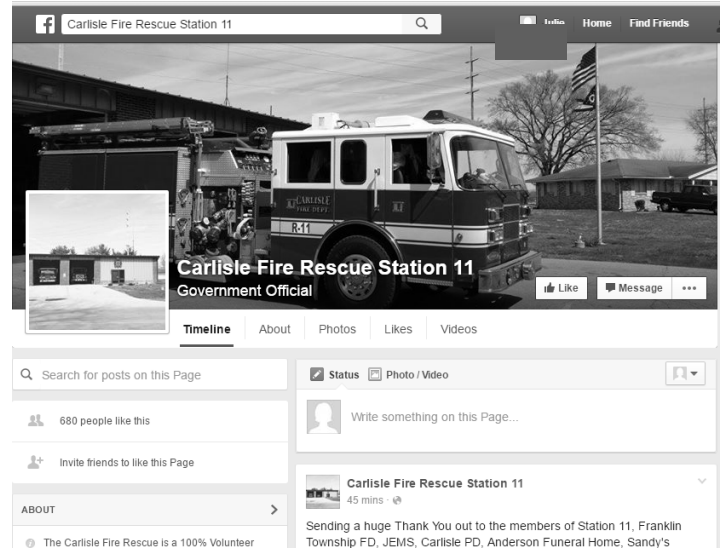 f
Carlisle Fire Rescue Station 11
Home
Find Friends
CARLISLE
FIRE DEPT
R-11
11
Carlisle Fire Rescue Station 11
Government Official
Like
Message
Timeline
About
Photos
Likes
Videos
Search for posts on this Page
680 people like this
Invite friends to like this Page
ABOUT
The Carlisle Fire Rescue is a 100% Volunteer
Status
Photo / Video
Write something on this Page...
Carlisle Fire Rescue Station 11
45 mins ·
Sending a huge Thank You out to the members of Station 11, Franklin
Township FD, JEMS, Carlisle PD, Anderson Funeral Home, Sandy's